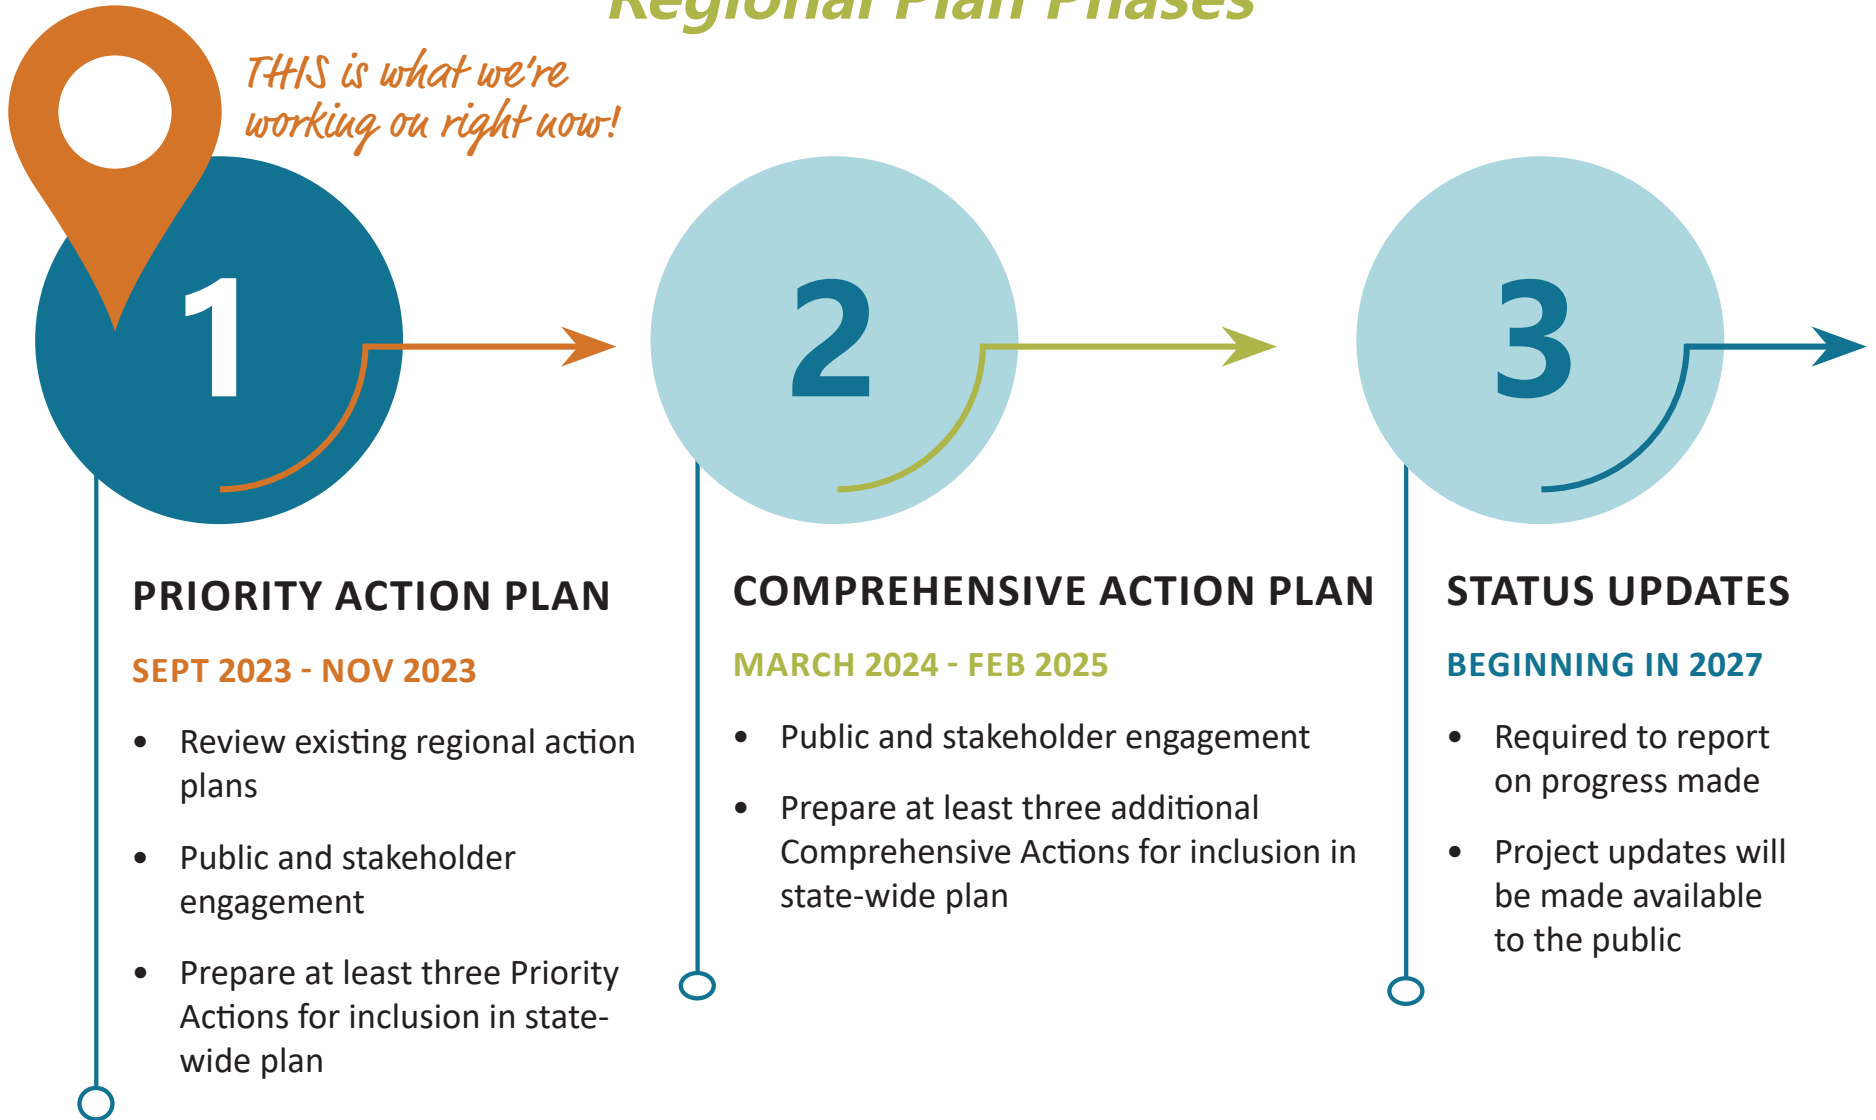 Regional Plan Phases
THIS is what we're
working on right now!
1
2
3
PRIORITY ACTION PLAN
SEPT 2023 - NOV 2023
• Review existing regional action
plans
• Public and stakeholder
engagement
• Prepare at least three Priority
Actions for inclusion in state-
wide plan
COMPREHENSIVE ACTION PLAN
MARCH 2024 - FEB 2025
• Public and stakeholder engagement
• Prepare at least three additional
Comprehensive Actions for inclusion in
state-wide plan
STATUS UPDATES
BEGINNING IN 2027
• Required to report
on progress made
• Project updates will
be made available
to the public